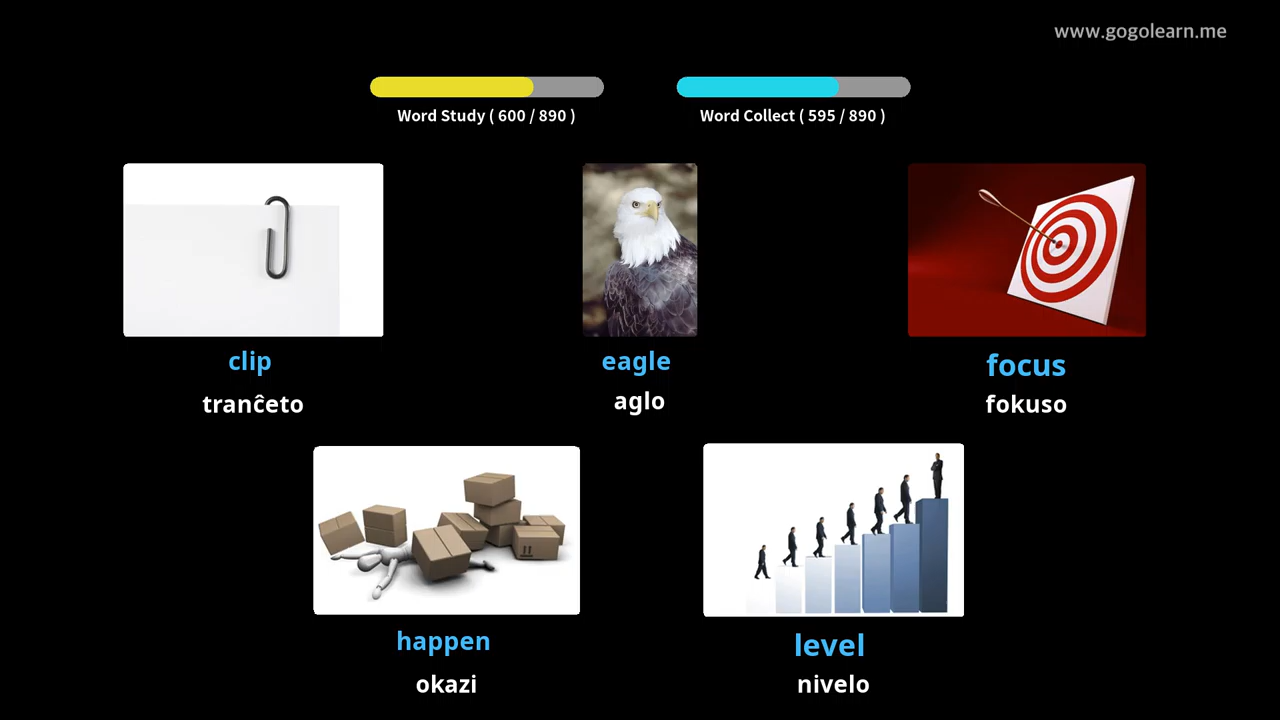 www.gogolearn.me
Word Study ( 600 / 890 )
Word Collect ( 595 / 890 )
clip
eagle
focus
tranĉeto
aglo
fokuso
happen
level
okazi
nivelo